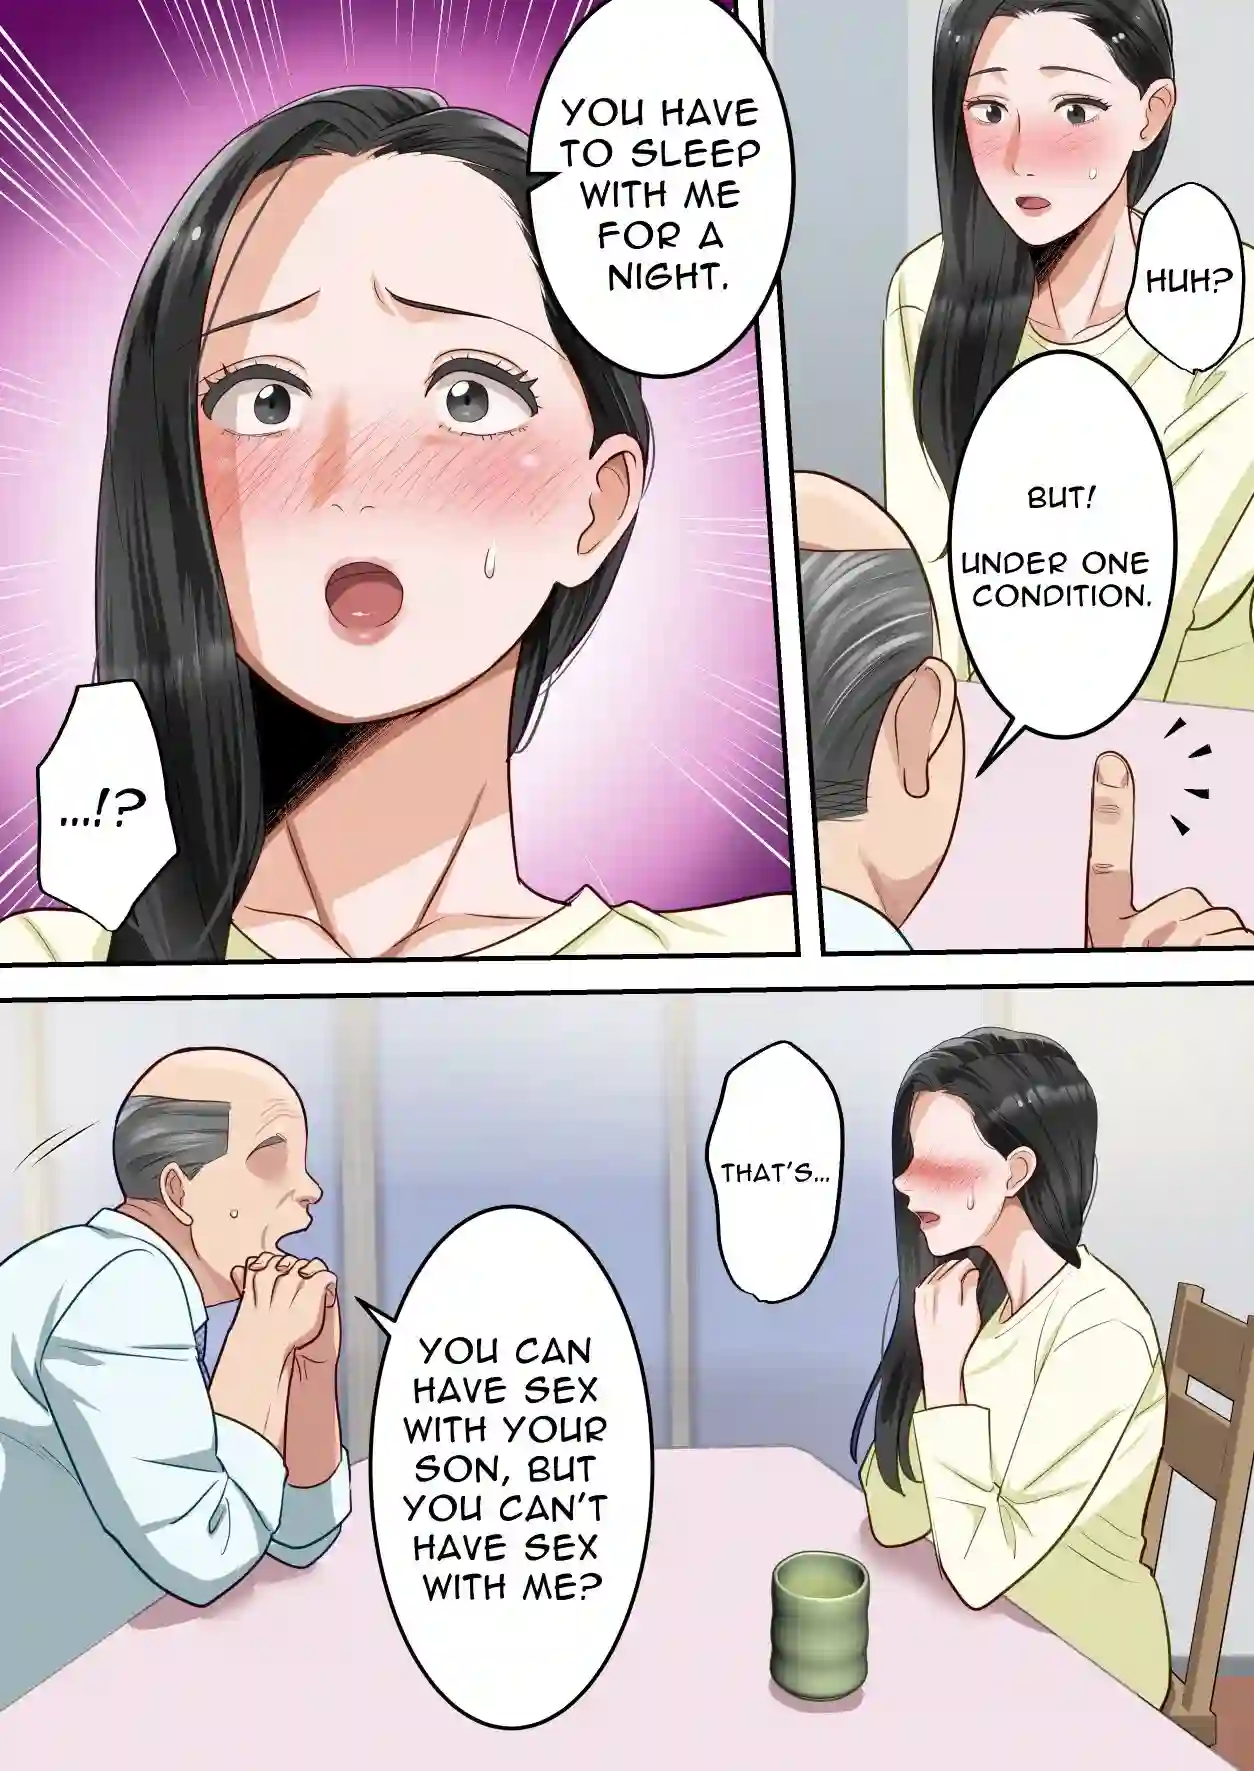 HUH?
BUT!
UNDER ONE
CONDITION.
YOU HAVE
TO SLEEP
WITH ME
FOR A
NIGHT.
...!?
THAT'S...
YOU CAN
HAVE SEX
WITH YOUR
SON, BUT
YOU CAN'T
HAVE SEX
WITH ME?